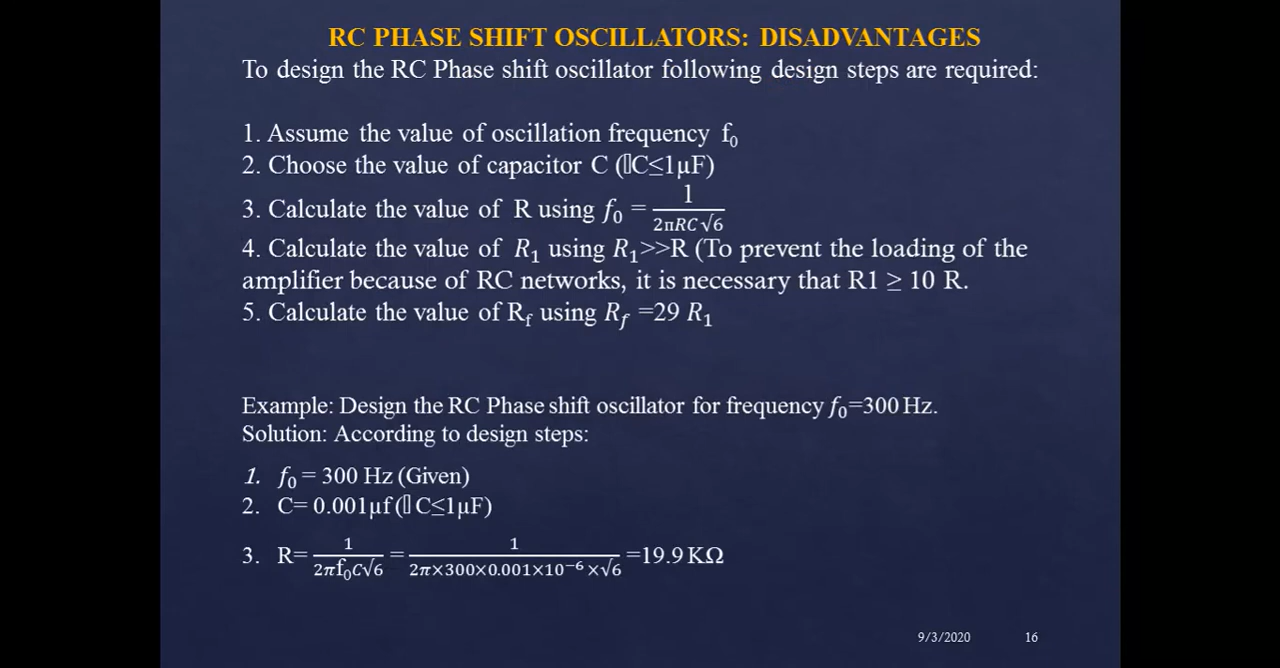 RC PHASE SHIFT OSCILLATORS: DISADVANTAGES
To design the RC Phase shift oscillator following design steps are required:
1. Assume the value of oscillation frequency f₀
2. Choose the value of capacitor C (▯C≤1μF)
3. Calculate the value of R using f₀ = 1/(2πRC√6)
4. Calculate the value of R₁ using R₁>>R (To prevent the loading of the
amplifier because of RC networks, it is necessary that R1 ≥ 10 R.
5. Calculate the value of R_f using R_f =29 R₁
Example: Design the RC Phase shift oscillator for frequency f₀=300 Hz.
Solution: According to design steps:
1. f₀ = 300 Hz (Given)
2. C= 0.001μf (▯ C≤1μF)
3. R= 1/(2πf₀C√6) = 1/(2π×300×0.001×10⁻⁶×√6) =19.9 KΩ
9/3/2020 16